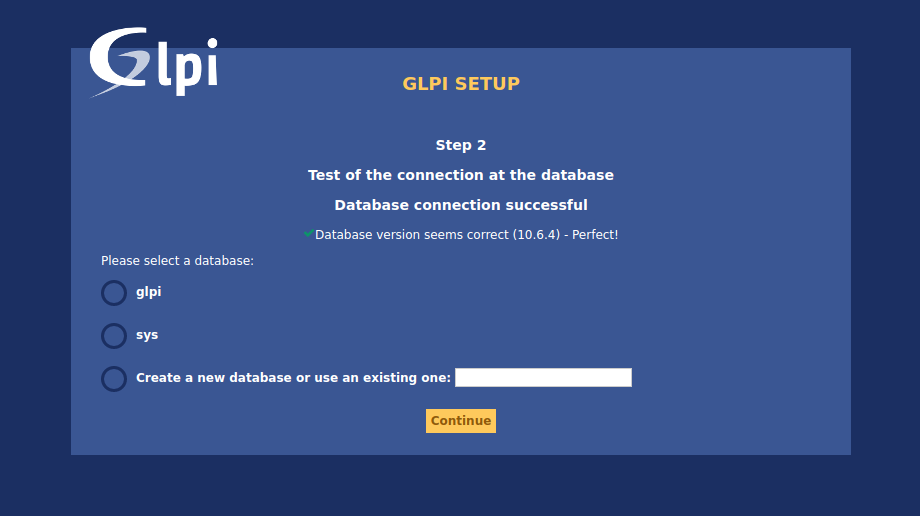 Glpi
GLPI SETUP
Step 2
Test of the connection at the database
Database connection successful
Database version seems correct (10.6.4) - Perfect!
Please select a database:
glpi
sys
Create a new database or use an existing one:
Continue